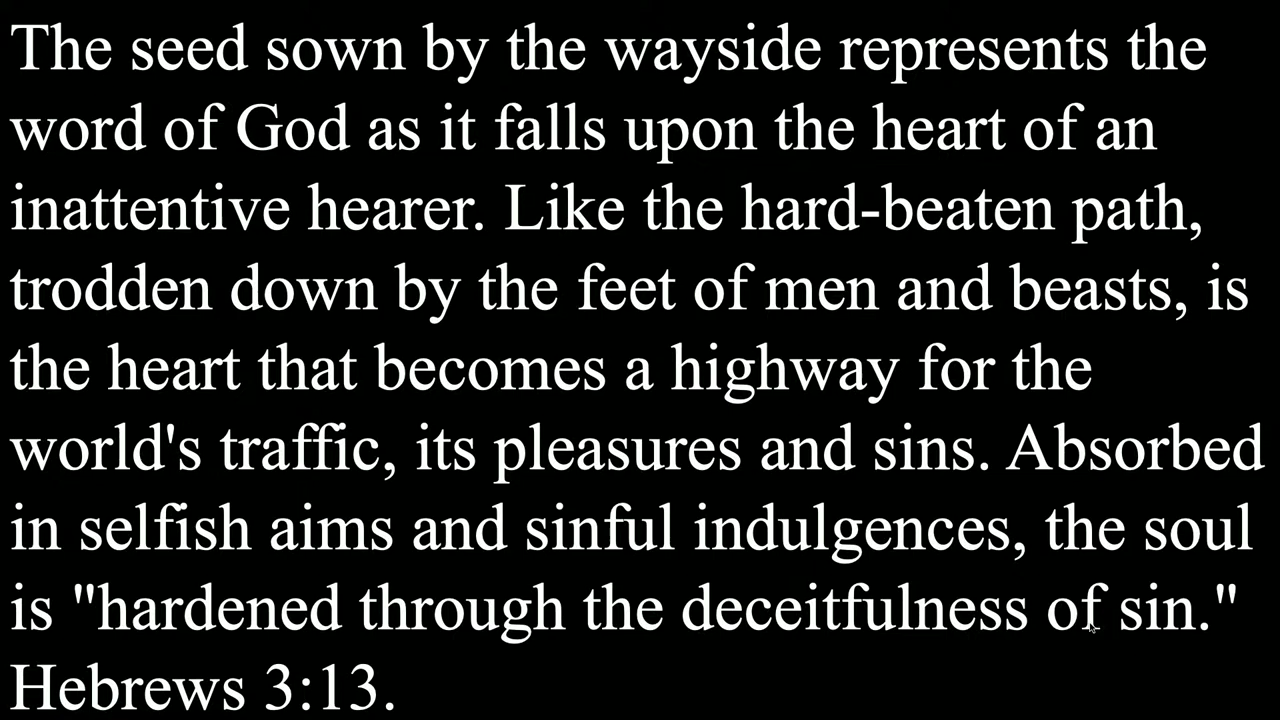 The seed sown by the wayside represents the
word of God as it falls upon the heart of an
inattentive hearer. Like the hard-beaten path,
trodden down by the feet of men and beasts, is
the heart that becomes a highway for the
world's traffic, its pleasures and sins. Absorbed
in selfish aims and sinful indulgences, the soul
is "hardened through the deceitfulness of sin."
Hebrews 3:13.